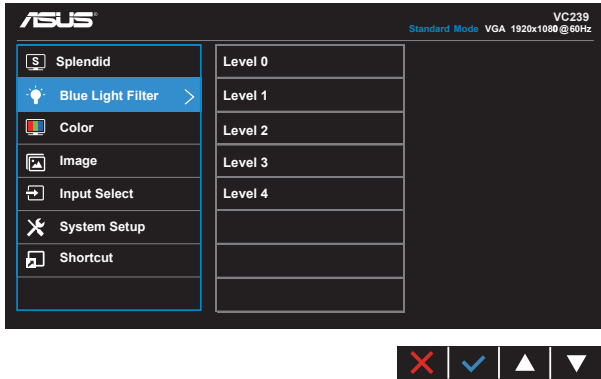 ASUS
VC239
Standard Mode VGA 1920x1080@60Hz
S Splendid
Blue Light Filter
Color
Image
Input Select
System Setup
Shortcut
Level 0
Level 1
Level 2
Level 3
Level 4